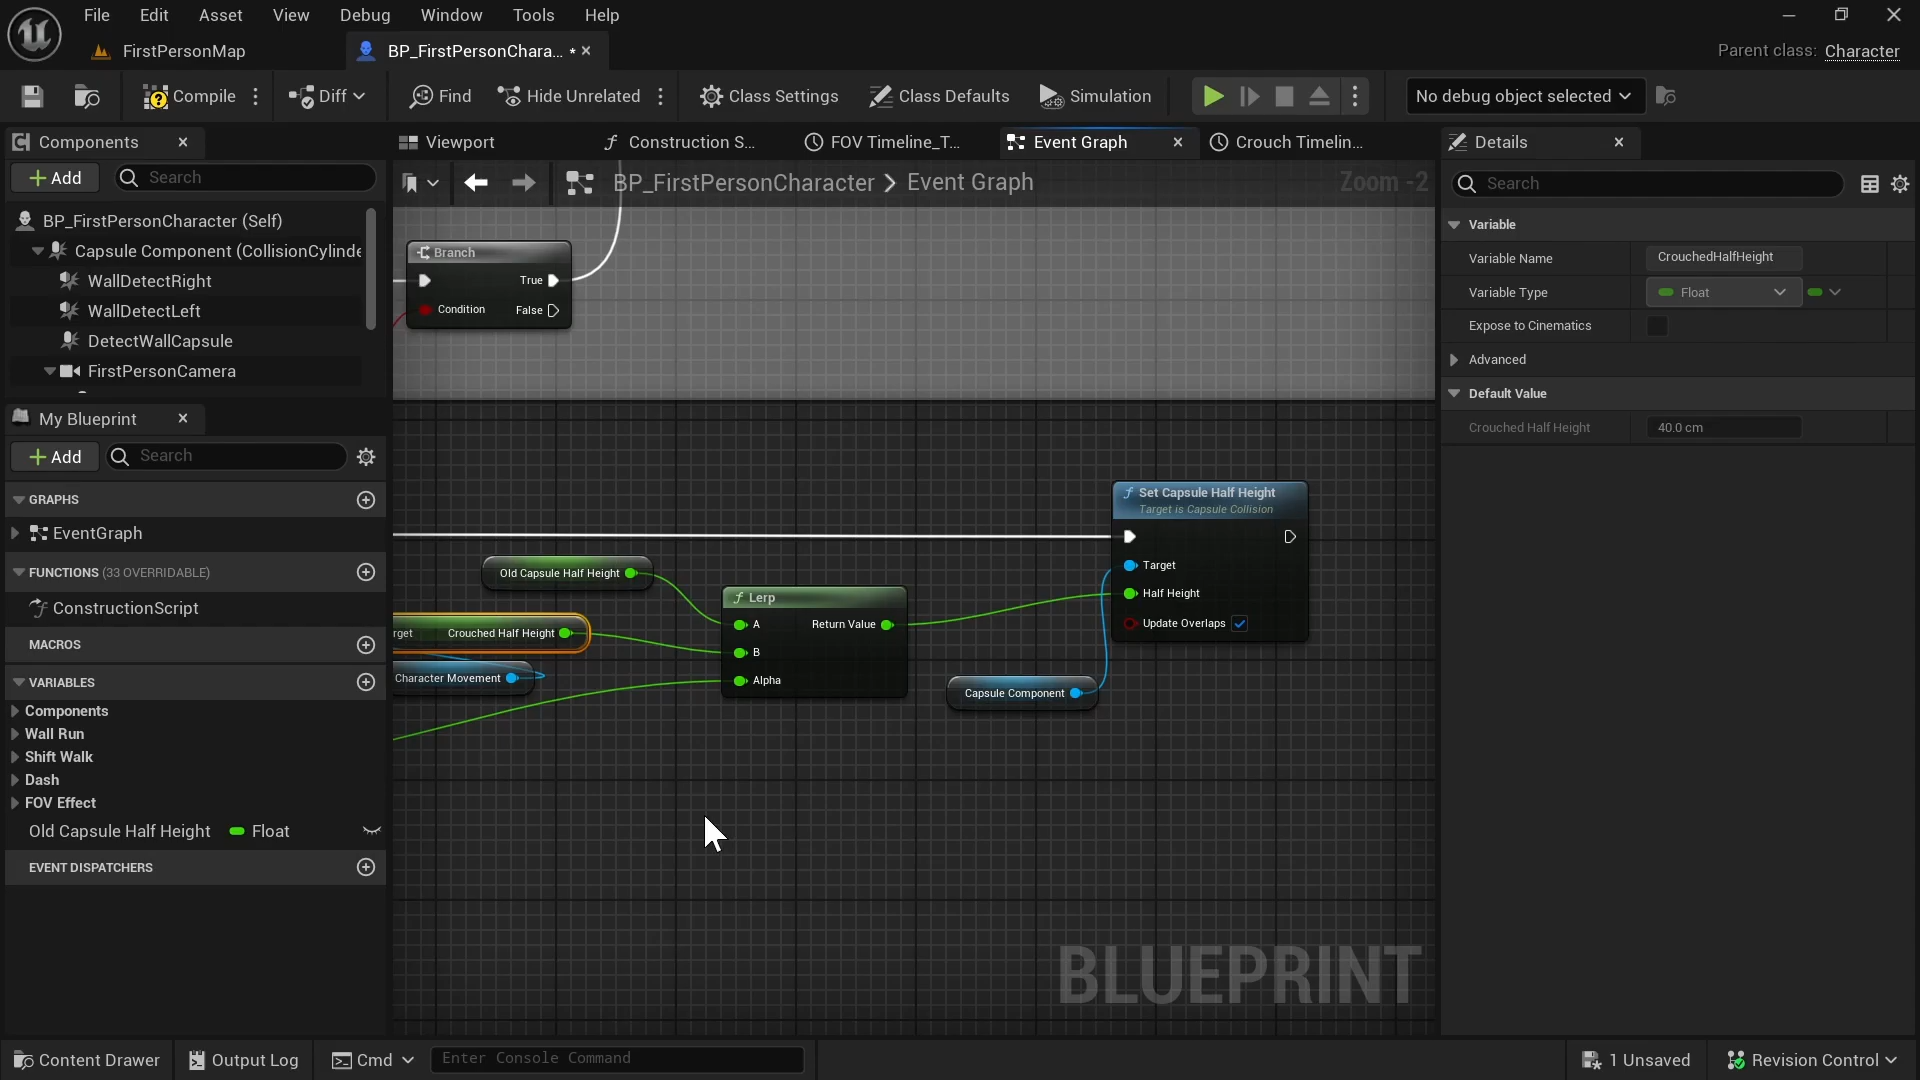 File Edit Asset View Debug Window Tools Help
FirstPersonMap
BP_FirstPersonChara... *
Parent class: Character
Compile
Diff
Find
Hide Unrelated
Class Settings
Class Defaults
Simulation
No debug object selected
Components
Add
Search
BP_FirstPersonCharacter (Self)
Capsule Component (CollisionCylinde
WallDetectRight
WallDetectLeft
DetectWallCapsule
FirstPersonCamera
My Blueprint
Add
Search
GRAPHS
EventGraph
FUNCTIONS (33 OVERRIDABLE)
ConstructionScript
MACROS
VARIABLES
Components
Wall Run
Shift Walk
Dash
FOV Effect
Old Capsule Half Height Float
EVENT DISPATCHERS
Viewport
Construction S...
FOV Timeline_T...
Event Graph
Crouch Timelin...
BP_FirstPersonCharacter > Event Graph
Zoom -2
Branch
True
Condition
False
Set Capsule Half Height
Target is Capsule Collision
Target
Half Height
Update Overlaps
Old Capsule Half Height
rget Crouched Half Height
Character Movement
Lerp
A Return Value
B
Alpha
Capsule Component
BLUEPRINT
Details
Search
Variable
Variable Name CrouchedHalfHeight
Variable Type Float
Expose to Cinematics
Advanced
Default Value
Crouched Half Height 40.0 cm
Content Drawer
Output Log
Cmd
Enter Console Command
1 Unsaved
Revision Control